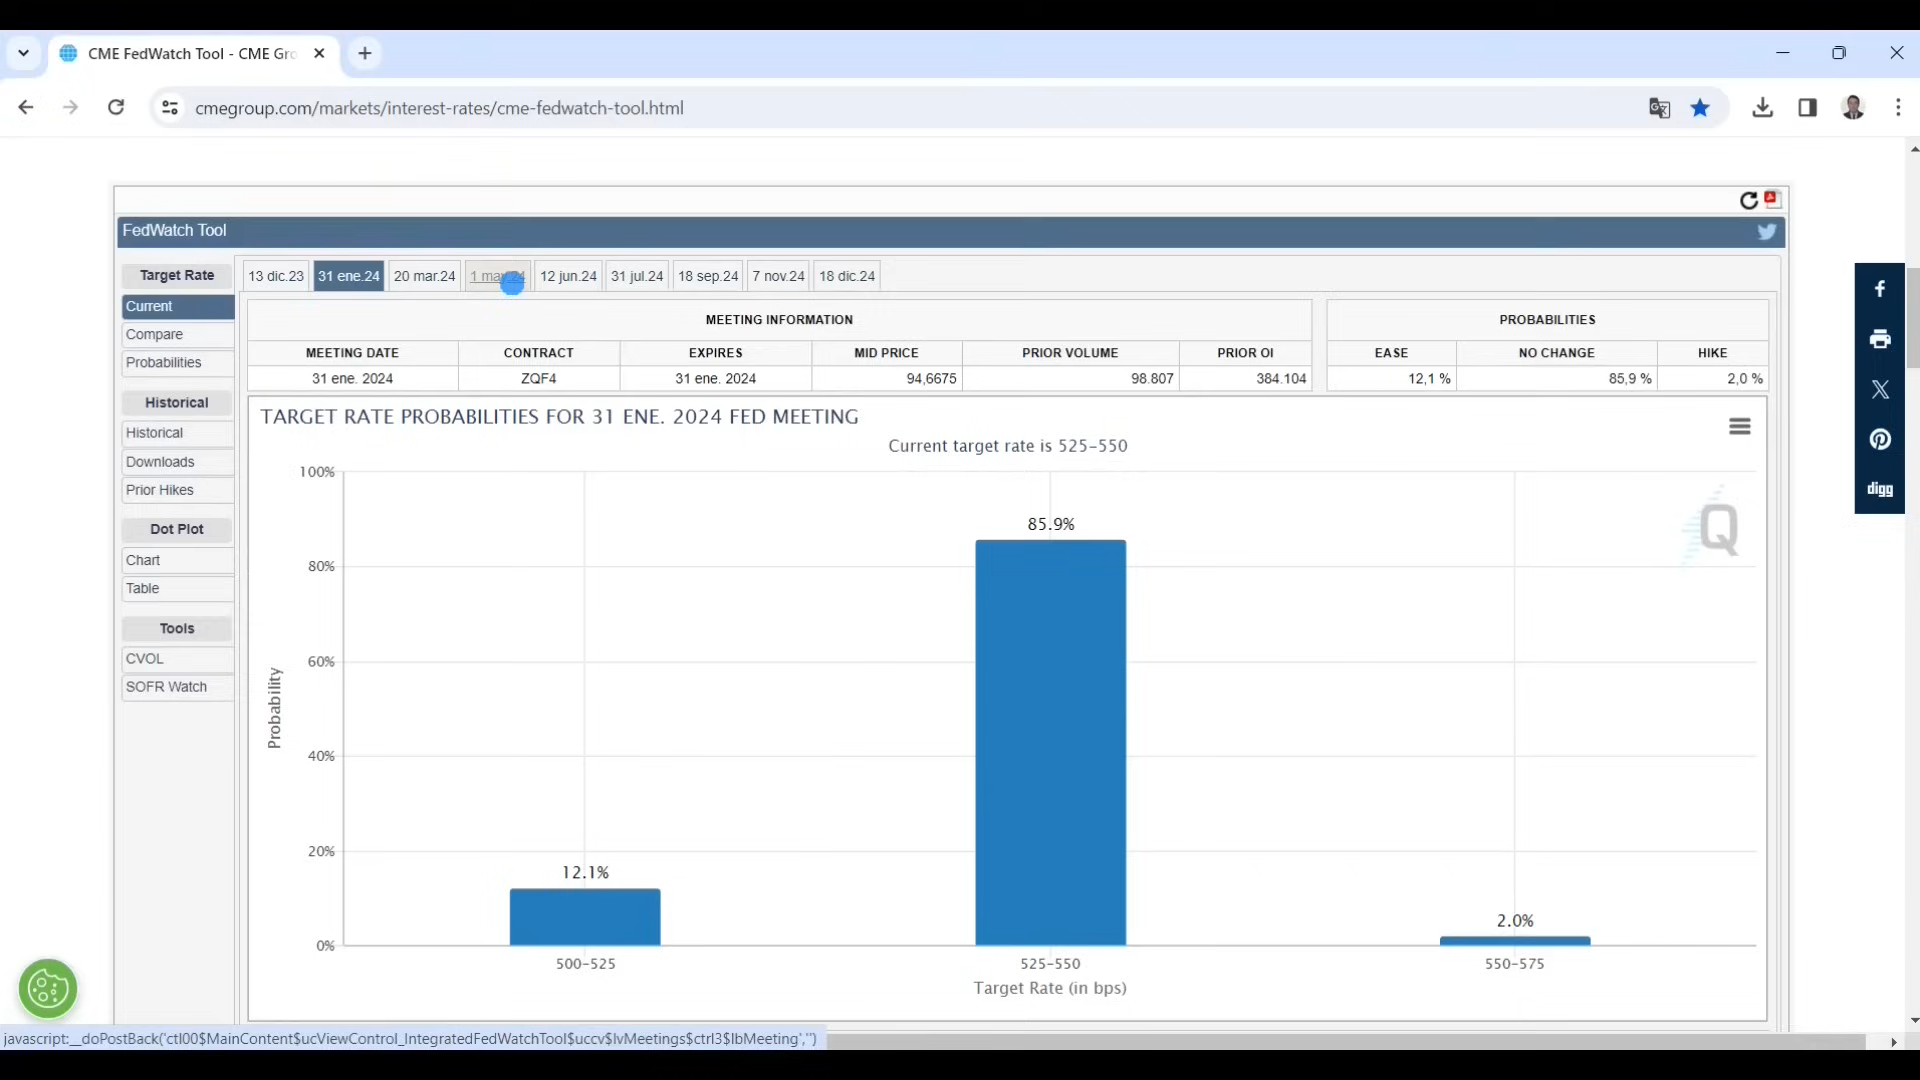 CME FedWatch Tool - CME Gro
cmegroup.com/markets/interest-rates/cme-fedwatch-tool.html
FedWatch Tool
Target Rate
Current
Compare
Probabilities
Historical
Historical
Downloads
Prior Hikes
Dot Plot
Chart
Table
Tools
CVOL
SOFR Watch
13 dic.23 31 ene.24 20 mar.24 1 may.24 12 jun.24 31 jul.24 18 sep.24 7 nov.24 18 dic.24
MEETING INFORMATION
MEETING DATE CONTRACT EXPIRES MID PRICE PRIOR VOLUME PRIOR OI
31 ene. 2024 ZQF4 31 ene. 2024 94,6675 98.807 384.104
PROBABILITIES
EASE NO CHANGE HIKE
12,1 % 85,9 % 2,0 %
TARGET RATE PROBABILITIES FOR 31 ENE. 2024 FED MEETING
Current target rate is 525-550
Probability
100%
80%
60%
40%
20%
0%
12.1%
85.9%
2.0%
500-525 525-550 550-575
Target Rate (in bps)
Q
digg
javascript:__doPostBack('ctl00$MainContent$ucViewControl_IntegratedFedWatchTool$uccv$lvMeetings$ctrl3$lbMeeting','')